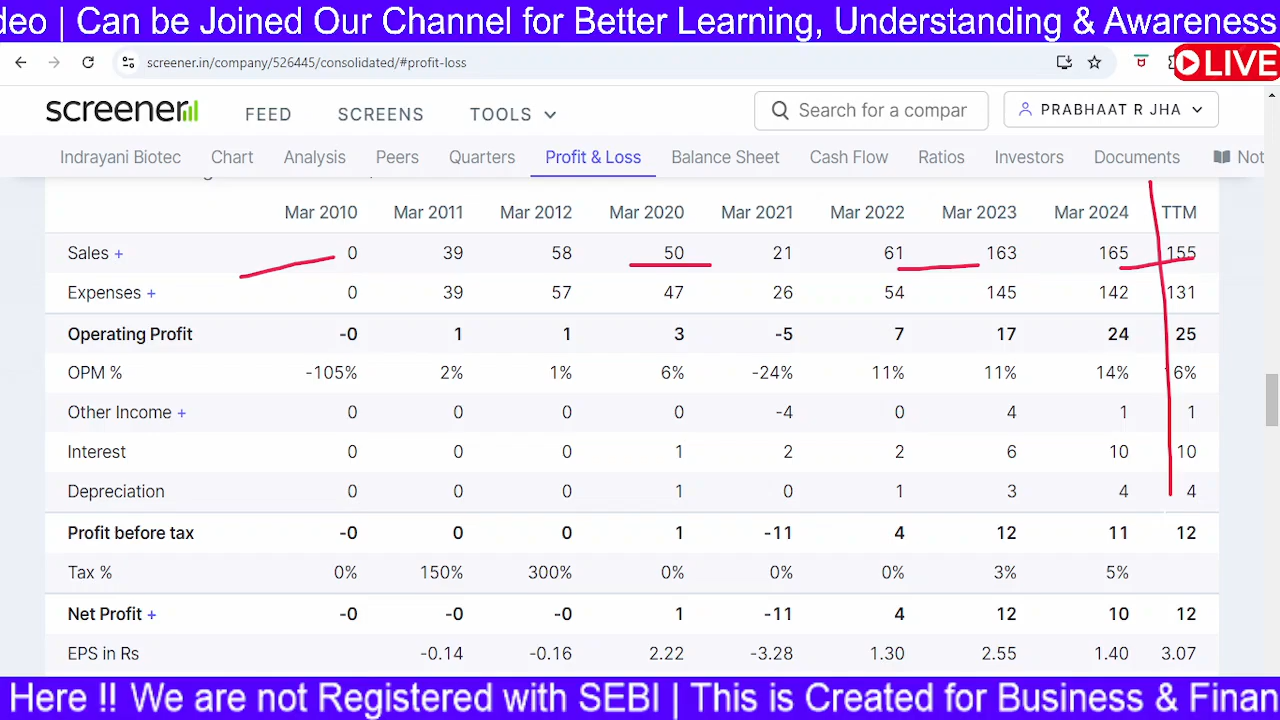 deo | Can be Joined Our Channel for Better Learning, Understanding & Awareness
screener.in/company/526445/consolidated/#profit-loss
LIVE
screener FEED SCREENS TOOLS Search for a compar PRABHAAT R JHA
Indrayani Biotec Chart Analysis Peers Quarters Profit & Loss Balance Sheet Cash Flow Ratios Investors Documents Not
Mar 2010 Mar 2011 Mar 2012 Mar 2020 Mar 2021 Mar 2022 Mar 2023 Mar 2024 TTM
Sales + 0 39 58 50 21 61 163 165 155
Expenses + 0 39 57 47 26 54 145 142 131
Operating Profit -0 1 1 3 -5 7 17 24 25
OPM % -105% 2% 1% 6% -24% 11% 11% 14% 6%
Other Income + 0 0 0 0 -4 0 4 1 1
Interest 0 0 0 1 2 2 6 10 10
Depreciation 0 0 0 1 0 1 3 4 4
Profit before tax -0 0 0 1 -11 4 12 11 12
Tax % 0% 150% 300% 0% 0% 0% 3% 5%
Net Profit + -0 -0 -0 1 -11 4 12 10 12
EPS in Rs -0.14 -0.16 2.22 -3.28 1.30 2.55 1.40 3.07
Here !! We are not Registered with SEBI | This is Created for Business & Finan